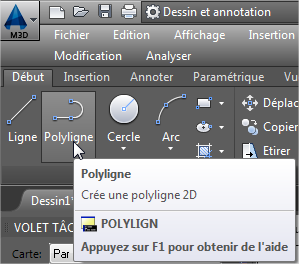 Dessin et annotation
M3D
Fichier Edition Affichage
Modification Analyser
Début Insertion Annoter Paramétrique
Ligne Polyligne Cercle Arc
Déplac
Copier
Etirer
Dessin1
Polyligne
Crée une polyligne 2D
VOLET TÂC
POLYLIGN
Carte: Par
Appuyez sur F1 pour obtenir de l'aide